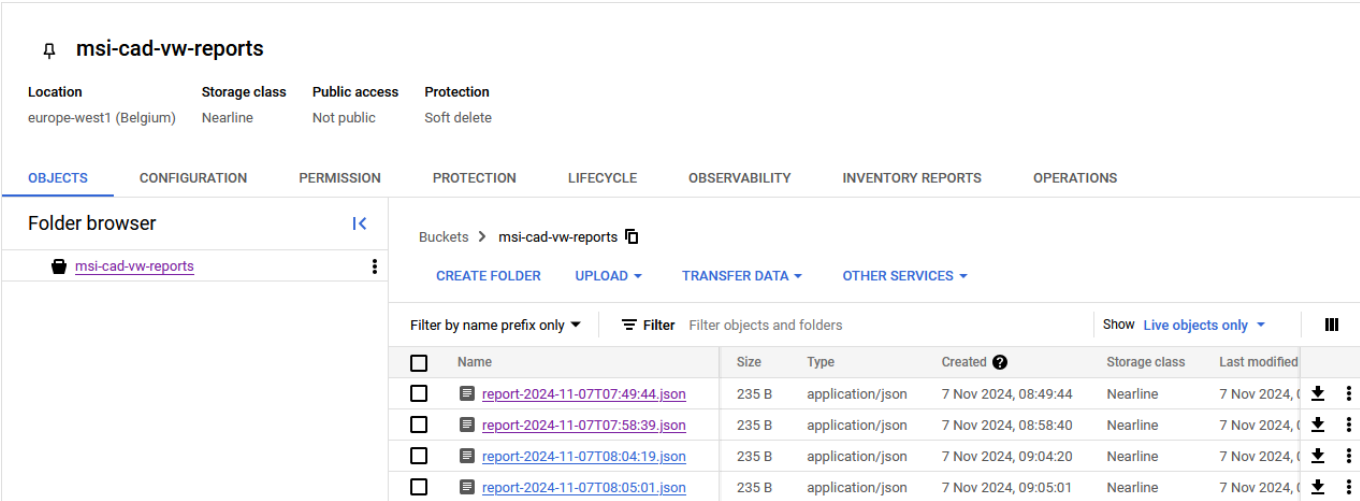 msi-cad-vw-reports
Location Storage class Public access Protection
europe-west1 (Belgium) Nearline Not public Soft delete
OBJECTS CONFIGURATION PERMISSION PROTECTION LIFECYCLE OBSERVABILITY INVENTORY REPORTS OPERATIONS
Folder browser
msi-cad-vw-reports
Buckets > msi-cad-vw-reports
CREATE FOLDER UPLOAD TRANSFER DATA OTHER SERVICES
Filter by name prefix only Filter Filter objects and folders Show Live objects only
Name Size Type Created Storage class Last modified
report-2024-11-07T07:49:44.json 235 B application/json 7 Nov 2024, 08:49:44 Nearline 7 Nov 2024,
report-2024-11-07T07:58:39.json 235 B application/json 7 Nov 2024, 08:58:40 Nearline 7 Nov 2024,
report-2024-11-07T08:04:19.json 235 B application/json 7 Nov 2024, 09:04:20 Nearline 7 Nov 2024,
report-2024-11-07T08:05:01.json 235 B application/json 7 Nov 2024, 09:05:01 Nearline 7 Nov 2024,